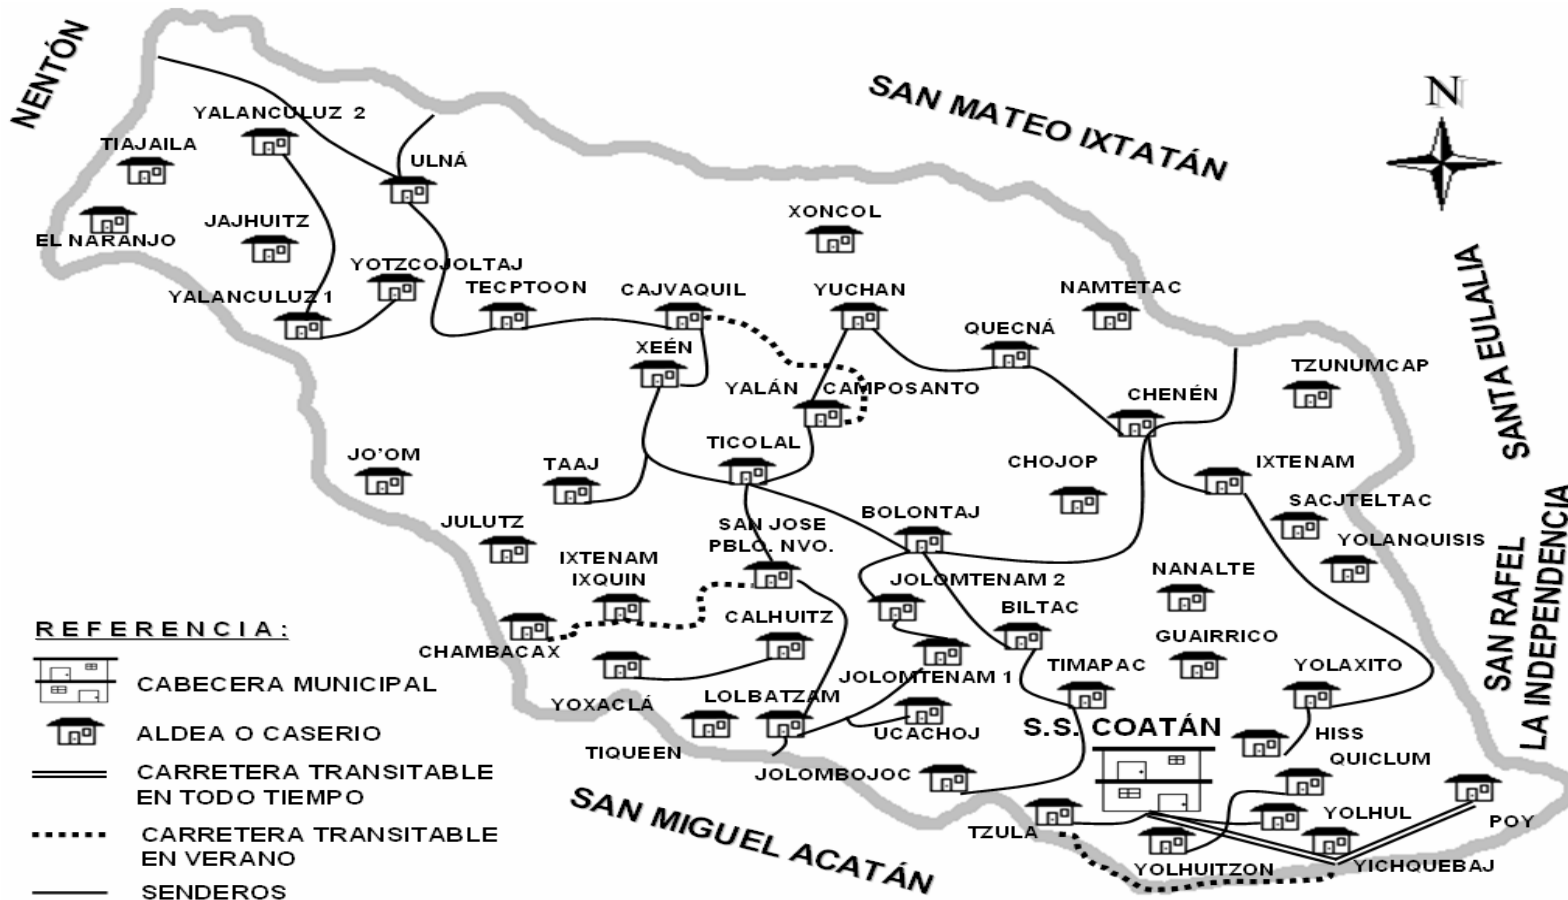 NENTÓN
SAN MATEO IXTATÁN
N
YALANCULUZ 2
TIAJAILA
ULNÁ
XONCOL
JAJHUITZ
EL NARANJO
SANTA EULALIA
YOTZCOJOLTAJ
TECPTOON
CAJVAQUIL
YUCHAN
NAMTETAC
YALANCULUZ 1
QUECNÁ
XEÉN
TZUNUMCAP
YALÁN
CAMPOSANTO
CHENÉN
TICOLAL
JO'OM
TAAJ
CHOJOP
IXTENAM
SACJTELTAC
BOLONTAJ
JULUTZ
SAN JOSE
PBLO. NVO.
YOLANQUISIS
IXTENAM
IXQUIN
JOLOMTENAM 2
NANALTE
BILTAC
SAN RAFEL
LA INDEPENDENCIA
CALHUITZ
REFERENCIA:
GUAIRRICO
CHAMBACAX
TIMAPAC
YOLAXITO
JOLOMTENAM 1
CABECERA MUNICIPAL
YOXACLÁ
LOLBATZAM
S.S. COATÁN
ALDEA O CASERIO
UCACHOJ
HISS
TIQUEEN
QUICLUM
CARRETERA TRANSITABLE
EN TODO TIEMPO
JOLOMBOJOC
YOLHUL
POY
SAN MIGUEL ACATÁN
TZULA
CARRETERA TRANSITABLE
EN VERANO
YOLHUITZON
YICHQUEBAJ
SENDEROS